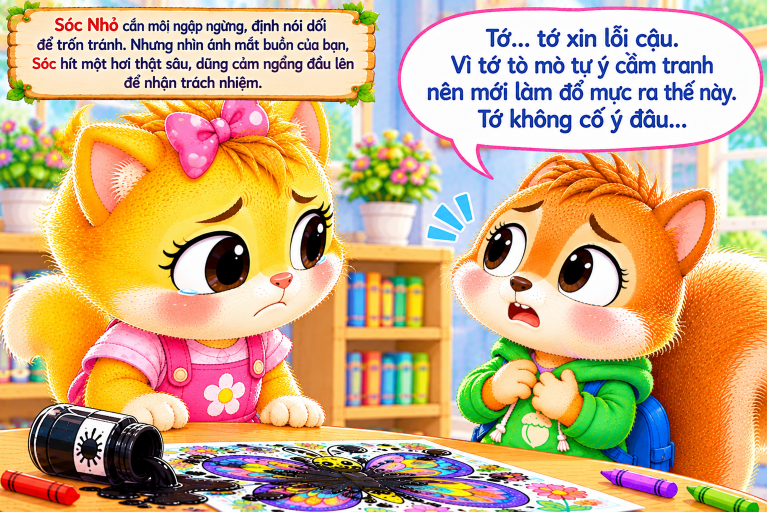 Sóc Nhỏ cắn môi ngập ngừng, định nói dối
để trốn tránh. Nhưng nhìn ánh mắt buồn của bạn,
Sóc hít một hơi thật sâu, dũng cảm ngẩng đầu lên
để nhận trách nhiệm.
Tớ... tớ xin lỗi cậu.
Vì tớ tò mò tự ý cầm tranh
nên mới làm đổ mực ra thế này.
Tớ không cố ý đâu...